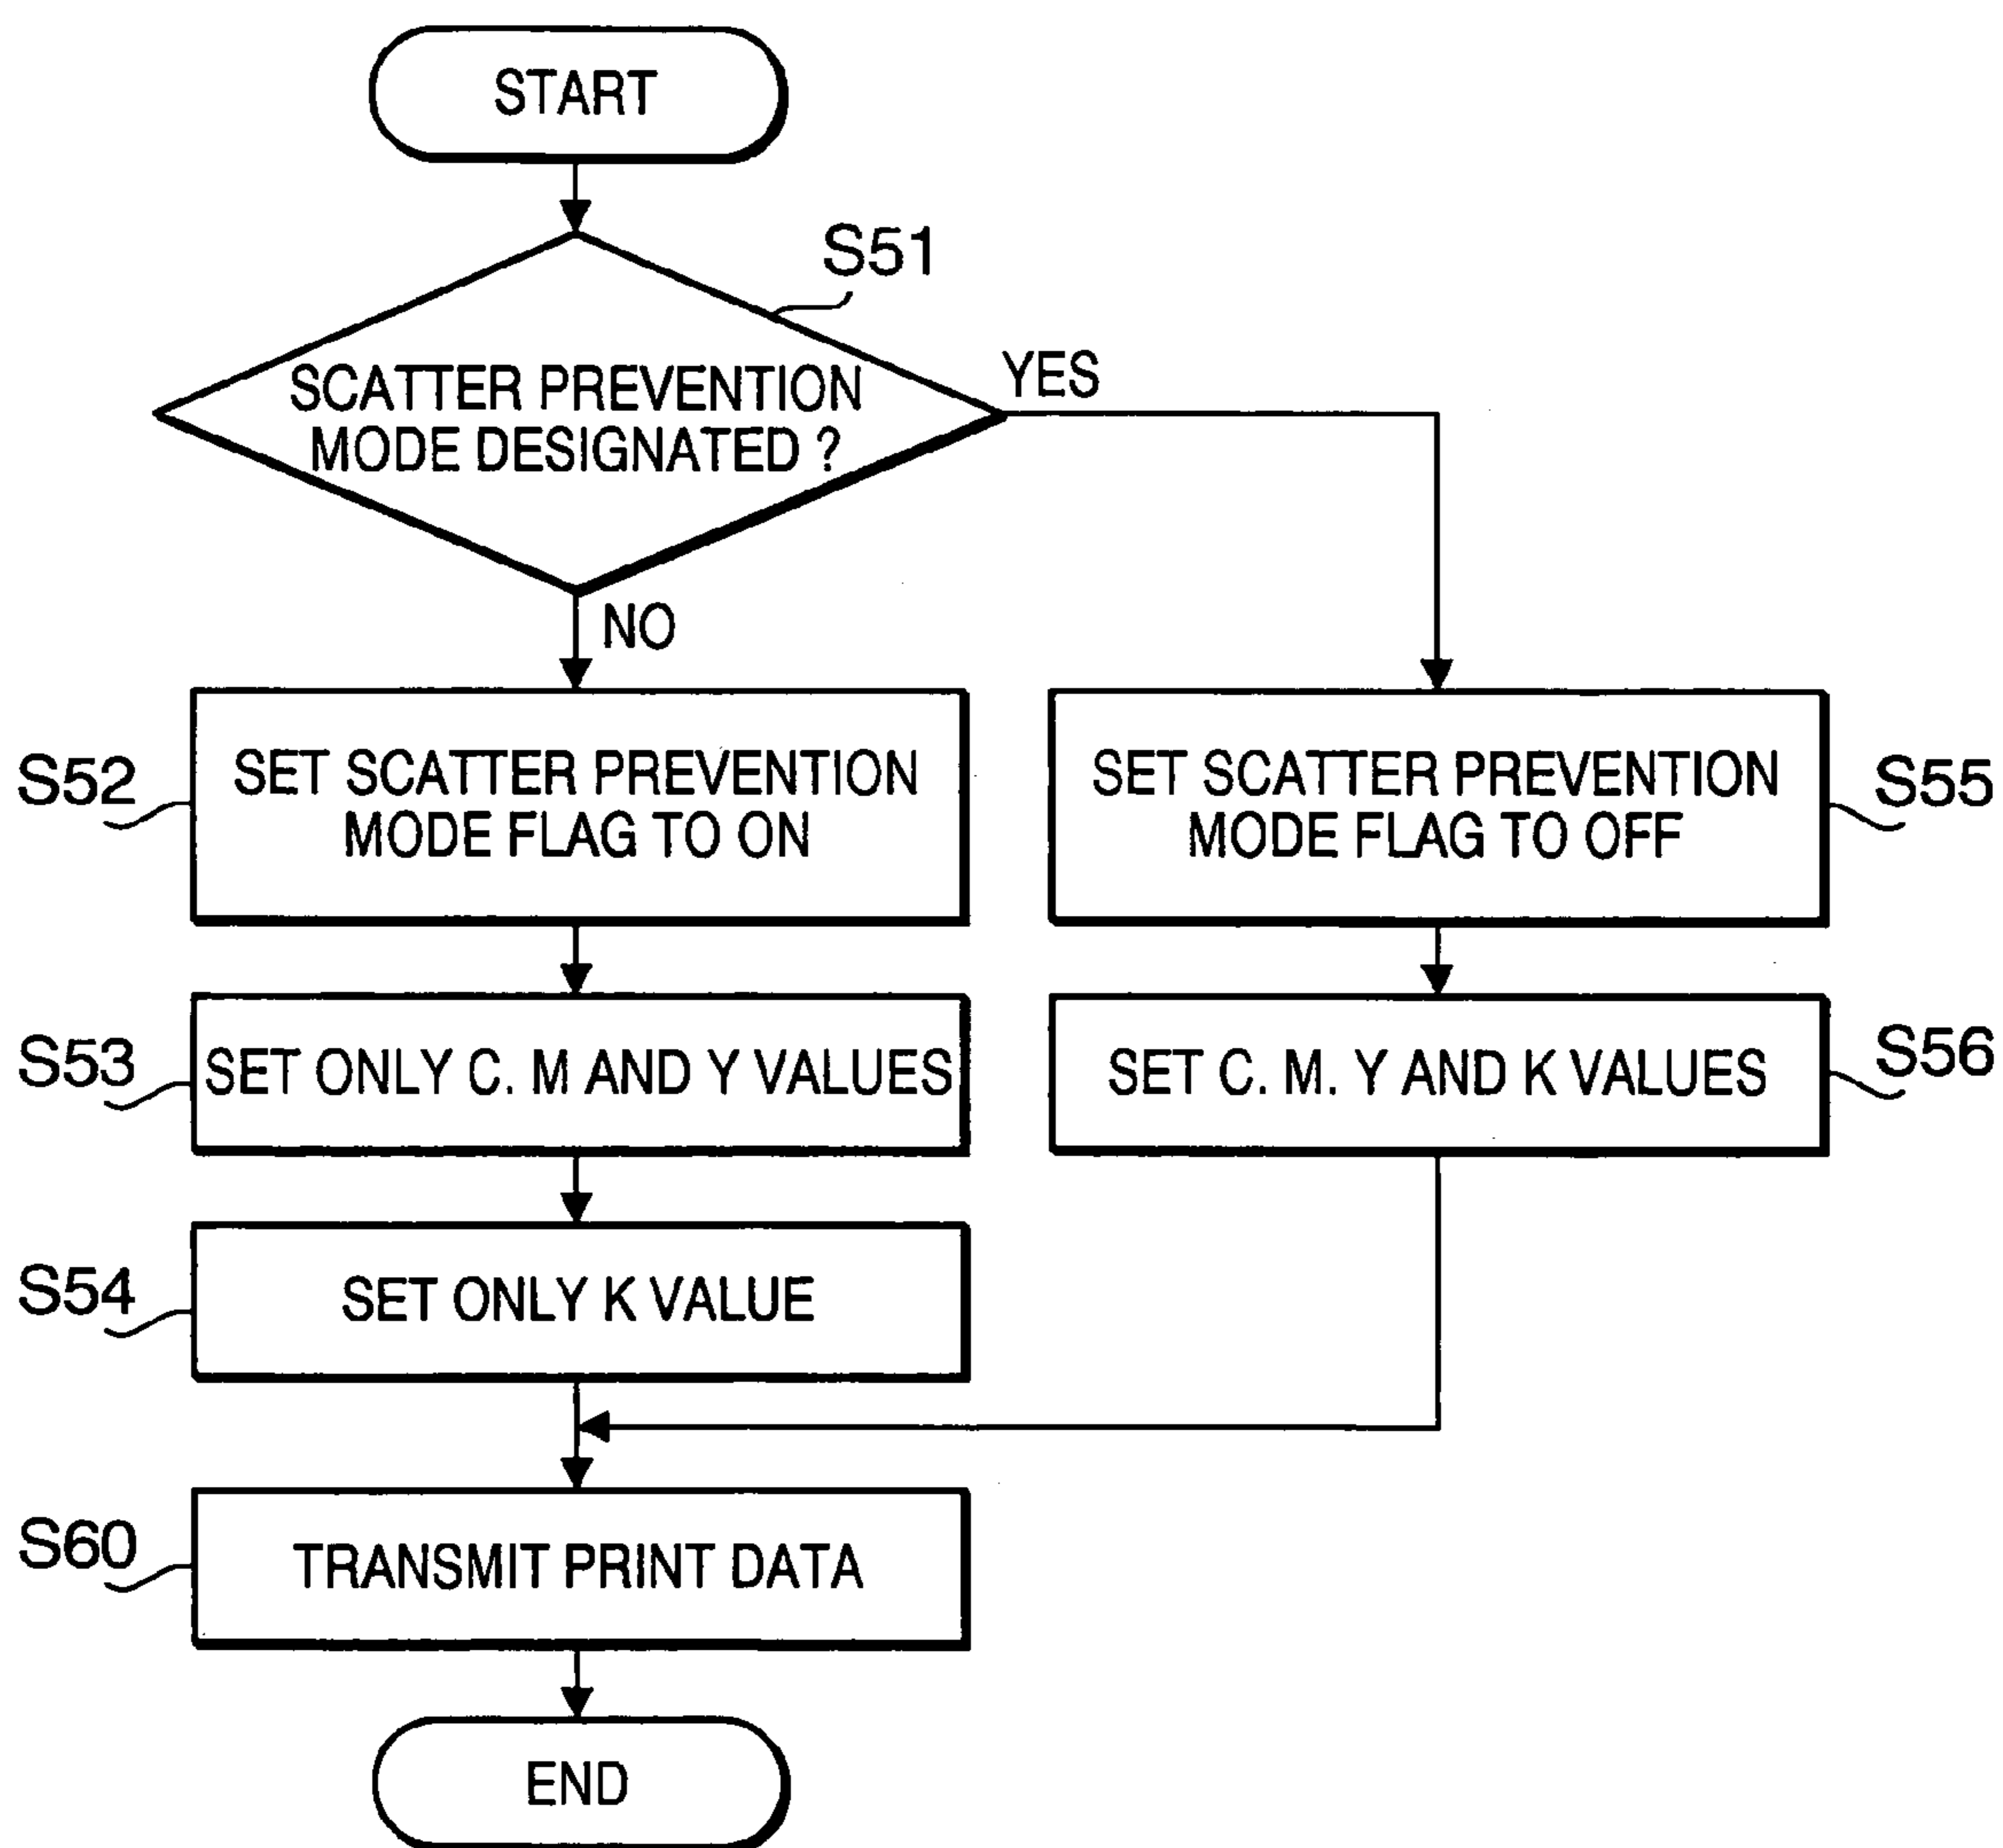 START
S51
SCATTER PREVENTION
MODE DESIGNATED ?
YES
NO
S52
SET SCATTER PREVENTION
MODE FLAG TO ON
SET SCATTER PREVENTION
MODE FLAG TO OFF
S55
S53
SET ONLY C. M AND Y VALUES
SET C. M. Y AND K VALUES
S56
S54
SET ONLY K VALUE
S60
TRANSMIT PRINT DATA
END